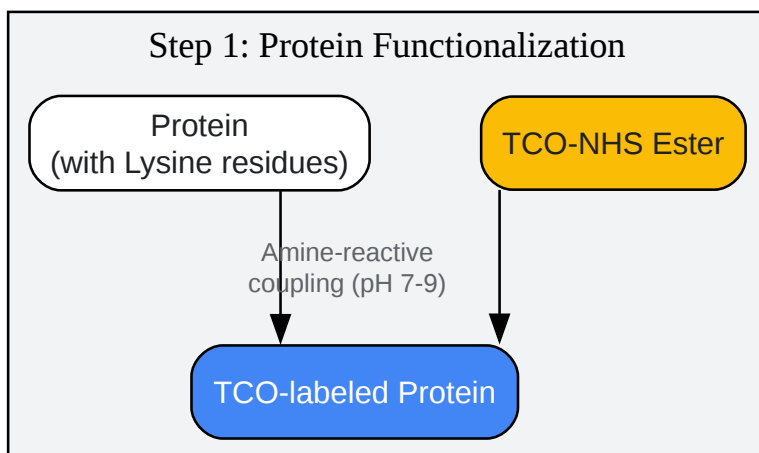 Step 1: Protein Functionalization
Protein
(with Lysine residues)
TCO-NHS Ester
Amine-reactive
coupling (pH 7-9)
TCO-labeled Protein